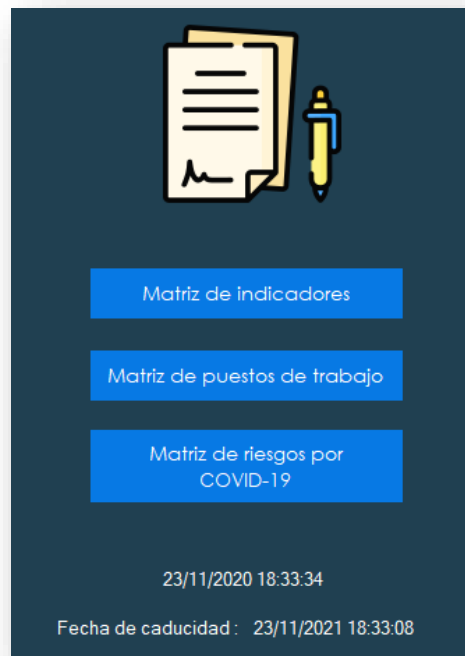 Matriz de indicadores
Matriz de puestos de trabajo
Matriz de riesgos por
COVID-19
23/11/2020 18:33:34
Fecha de caducidad : 23/11/2021 18:33:08